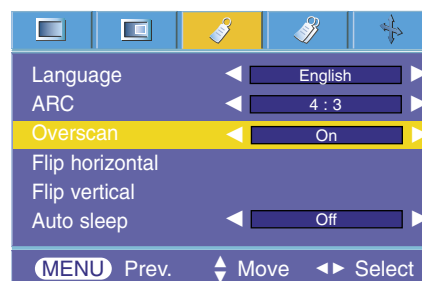 Language English
ARC 4 : 3
Overscan On
Flip horizontal
Flip vertical
Auto sleep Off
MENU Prev. Move Select